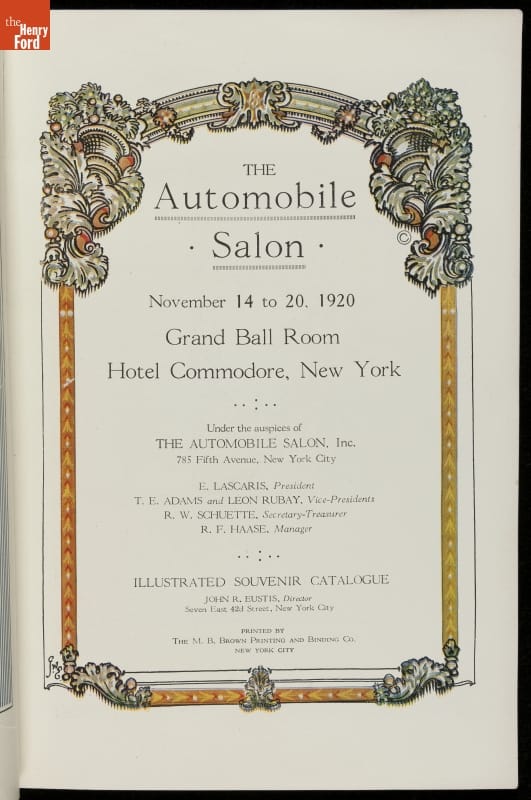 the
Henry
Ford
THE
Automobile
· Salon ·
©
November 14 to 20, 1920
Grand Ball Room
Hotel Commodore, New York
Under the auspices of
THE AUTOMOBILE SALON, Inc.
785 Fifth Avenue, New York City
E. LASCARIS, President
T. E. ADAMS and LEON RUBAY, Vice-Presidents
R. W. SCHUETTE, Secretary-Treasurer
R. F. HAASE, Manager
ILLUSTRATED SOUVENIR CATALOGUE
JOHN R. EUSTIS, Director
Seven East 42d Street, New York City
PRINTED BY
THE M. B. BROWN PRINTING AND BINDING CO.
NEW YORK CITY